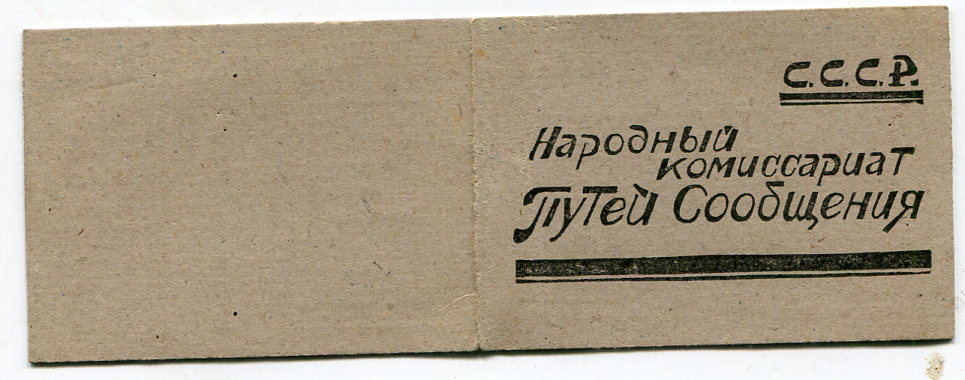 С.С.С.Р.
Народный
комиссариат
Путей Сообщения